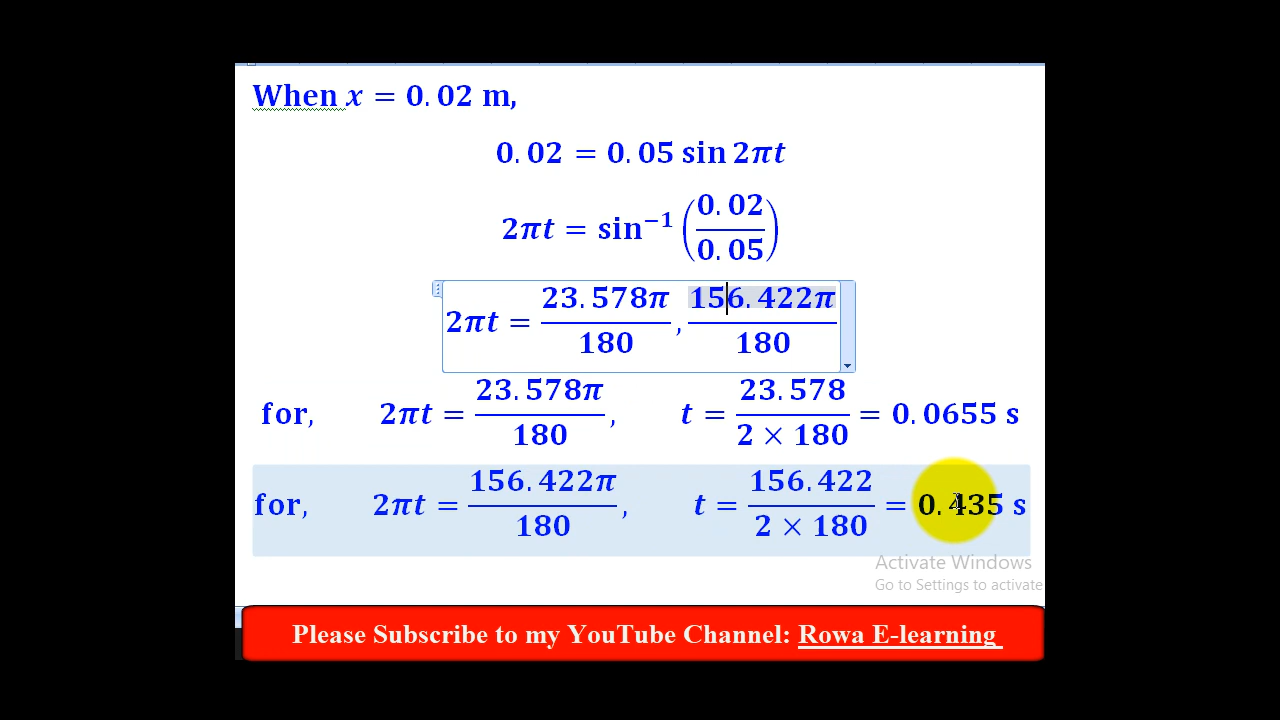 When x = 0.02 m,
0.02 = 0.05 sin 2πt
2πt = sin⁻¹ (0.02/0.05)
2πt = 23.578π/180, 156.422π/180
for, 2πt = 23.578π/180, t = 23.578/(2 × 180) = 0.0655 s
for, 2πt = 156.422π/180, t = 156.422/(2 × 180) = 0.435 s
Activate Windows
Go to Settings to activate
Please Subscribe to my YouTube Channel: Rowa E-learning